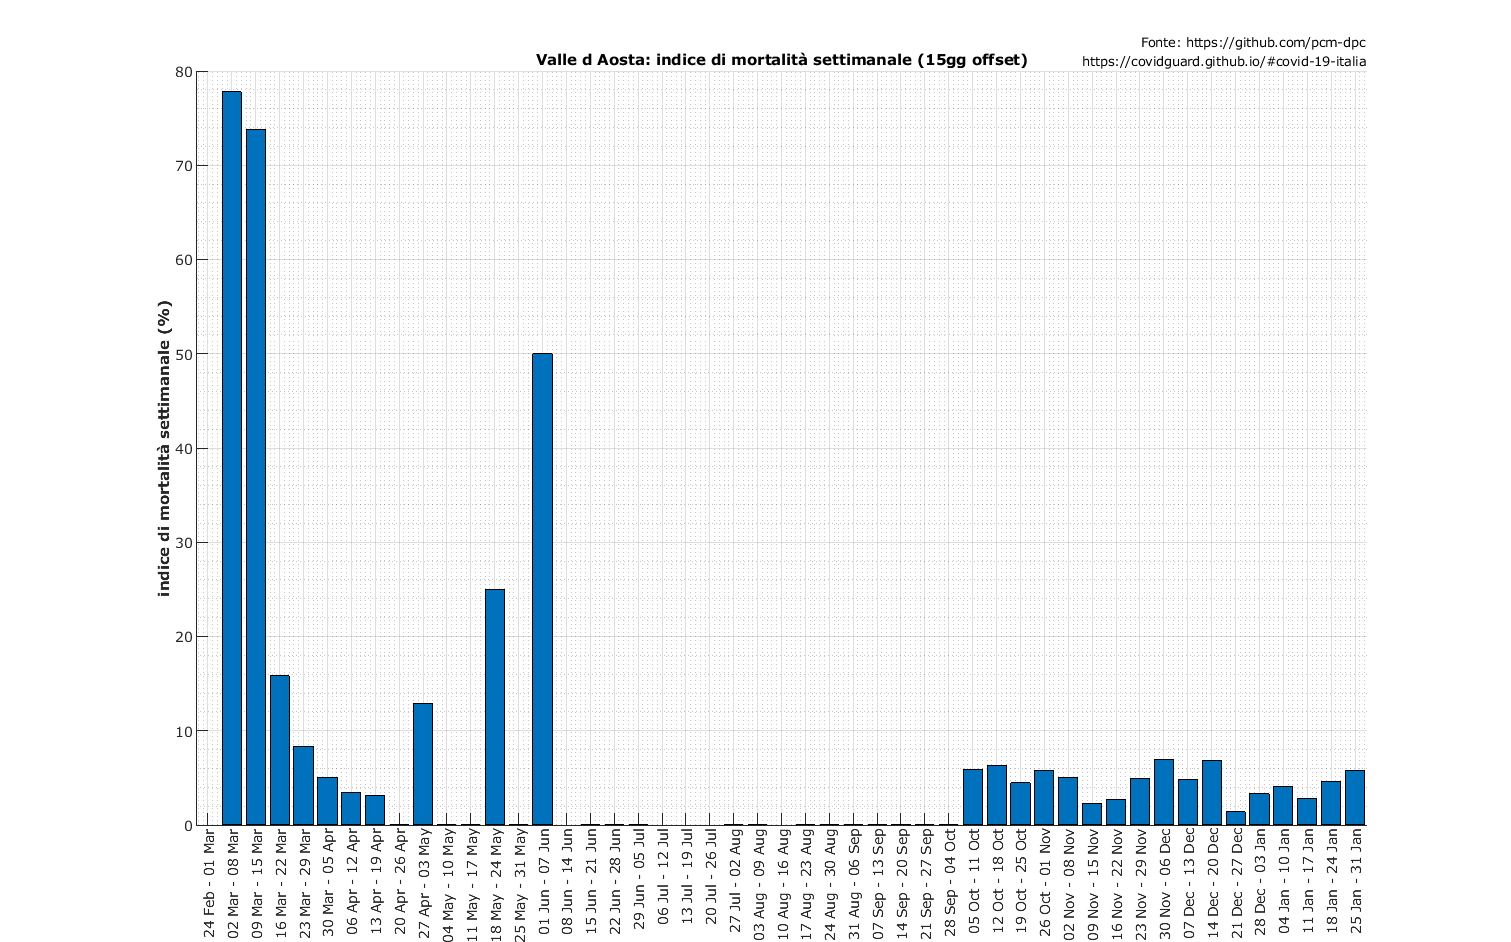 Fonte: https://github.com/pcm-dpc
Valle d Aosta: indice di mortalità settimanale (15gg offset)
https://covidguard.github.io/#covid-19-italia
indice di mortalità settimanale (%)
80
70
60
50
40
30
20
10
0
24 Feb - 01 Mar
02 Mar - 08 Mar
09 Mar - 15 Mar
16 Mar - 22 Mar
23 Mar - 29 Mar
30 Mar - 05 Apr
06 Apr - 12 Apr
13 Apr - 19 Apr
20 Apr - 26 Apr
27 Apr - 03 May
04 May - 10 May
11 May - 17 May
18 May - 24 May
25 May - 31 May
01 Jun - 07 Jun
08 Jun - 14 Jun
15 Jun - 21 Jun
22 Jun - 28 Jun
29 Jun - 05 Jul
06 Jul - 12 Jul
13 Jul - 19 Jul
20 Jul - 26 Jul
27 Jul - 02 Aug
03 Aug - 09 Aug
10 Aug - 16 Aug
17 Aug - 23 Aug
24 Aug - 30 Aug
31 Aug - 06 Sep
07 Sep - 13 Sep
14 Sep - 20 Sep
21 Sep - 27 Sep
28 Sep - 04 Oct
05 Oct - 11 Oct
12 Oct - 18 Oct
19 Oct - 25 Oct
26 Oct - 01 Nov
02 Nov - 08 Nov
09 Nov - 15 Nov
16 Nov - 22 Nov
23 Nov - 29 Nov
30 Nov - 06 Dec
07 Dec - 13 Dec
14 Dec - 20 Dec
21 Dec - 27 Dec
28 Dec - 03 Jan
04 Jan - 10 Jan
11 Jan - 17 Jan
18 Jan - 24 Jan
25 Jan - 31 Jan